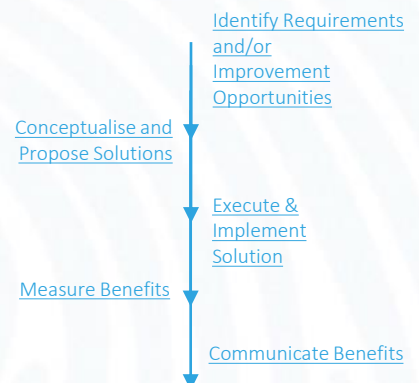 Identify Requirements
and/or
Improvement
Opportunities
Conceptualise and
Propose Solutions
Execute &
Implement
Solution
Measure Benefits
Communicate Benefits